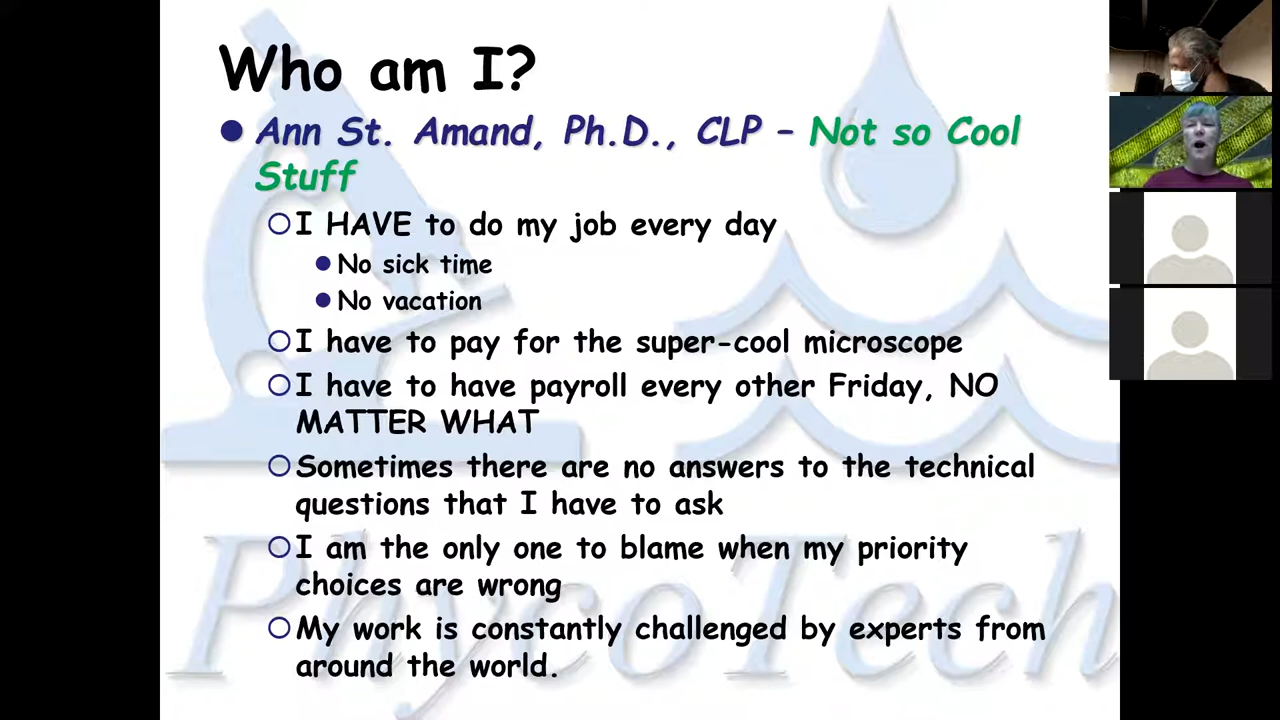 Who am I?
Ann St. Amand, Ph.D., CLP – Not so Cool
Stuff
I HAVE to do my job every day
No sick time
No vacation
I have to pay for the super-cool microscope
I have to have payroll every other Friday, NO
MATTER WHAT
Sometimes there are no answers to the technical
questions that I have to ask
I am the only one to blame when my priority
choices are wrong
My work is constantly challenged by experts from
around the world.
PhycoTech